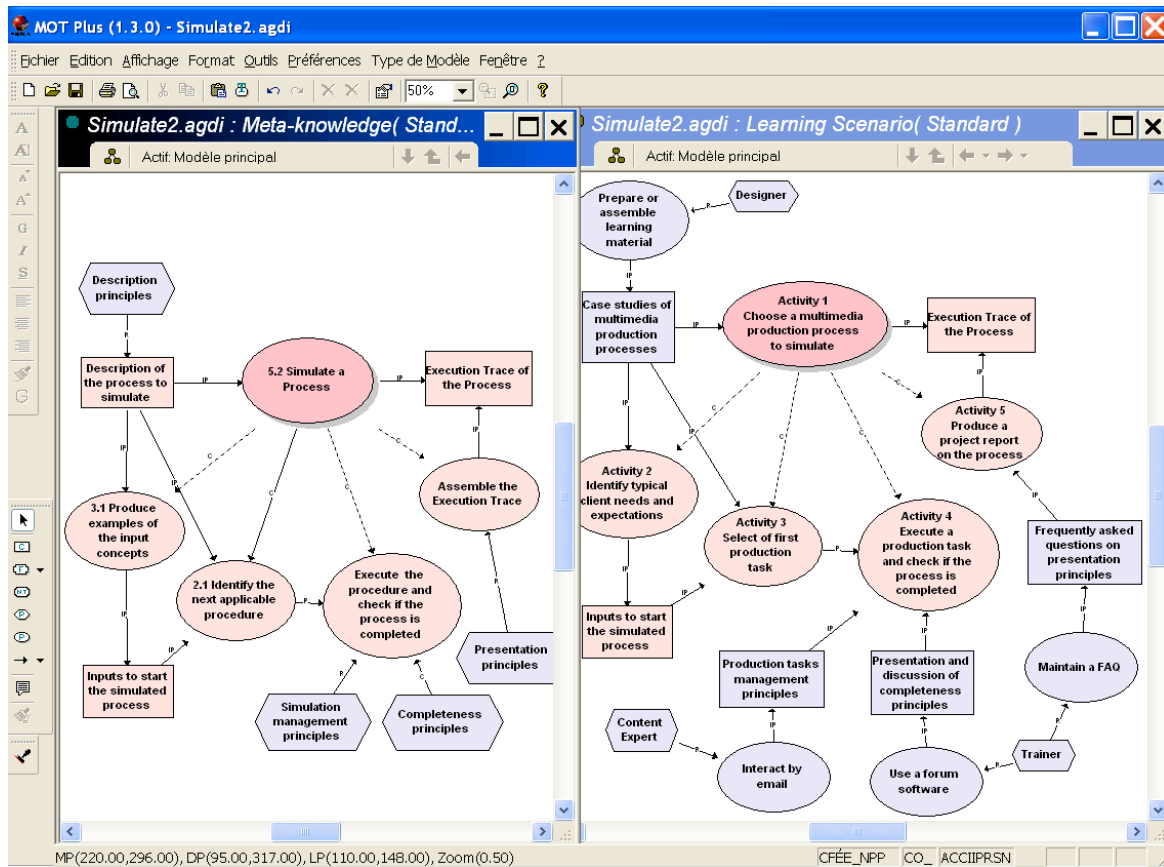 MOT Plus (1.3.0) - Simulate2.agdi
Fichier Edition Affichage Format Outils Préférences Type de Modèle Fenêtre ?
50%
Simulate2.agdi : Meta-knowledge( Stand...
Actif: Modèle principal
Description
principles
R
Description of
the process to
simulate
IP
5.2 Simulate a
Process
IP
Execution Trace
of the Process
IP
IP
C
C
C
C
IP
3.1 Produce
examples of
the input
concepts
Assemble the
Execution Trace
IP
2.1 Identify the
next applicable
procedure
P
Execute the
procedure and
check if the
process is
completed
R
IP
Inputs to start
the simulated
process
R
C
Presentation
principles
Simulation
management
principles
Completeness
principles
Simulate2.agdi : Learning Scenario( Standard )
Actif: Modèle principal
Prepare or
assemble
learning
material
R
Designer
IP
Case studies of
multimedia
production
processes
IP
Activity 1
Choose a multimedia
production process
to simulate
IP
Execution Trace of
the Process
IP
IP
C
C
C
C
IP
Activity 5
Produce a
project report
on the process
Activity 2
Identify typical
client needs and
expectations
Activity 3
Select of first
production
task
P
Activity 4
Execute a
production task
and check if the
process is
completed
IP
Frequently asked
questions on
presentation
principles
IP
IP
Inputs to start
the simulated
process
IP
IP
IP
Production tasks
management
principles
Presentation and
discussion of
completeness
principles
Maintain a FAQ
Content
Expert
R
IP
IP
R
Trainer
Interact by
email
Use a forum
software
R
MP(220.00,296.00), DP(95.00,317.00), LP(110.00,148.00), Zoom(0.50)
CFÉE_NPP CO_ ACCIIPRSN